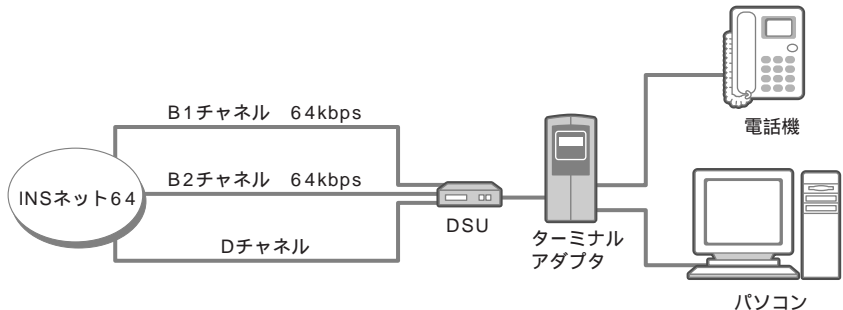 B1チャネル 64kbps
INSネット64
B2チャネル 64kbps
Dチャネル
DSU
ターミナル
アダプタ
電話機
パソコン